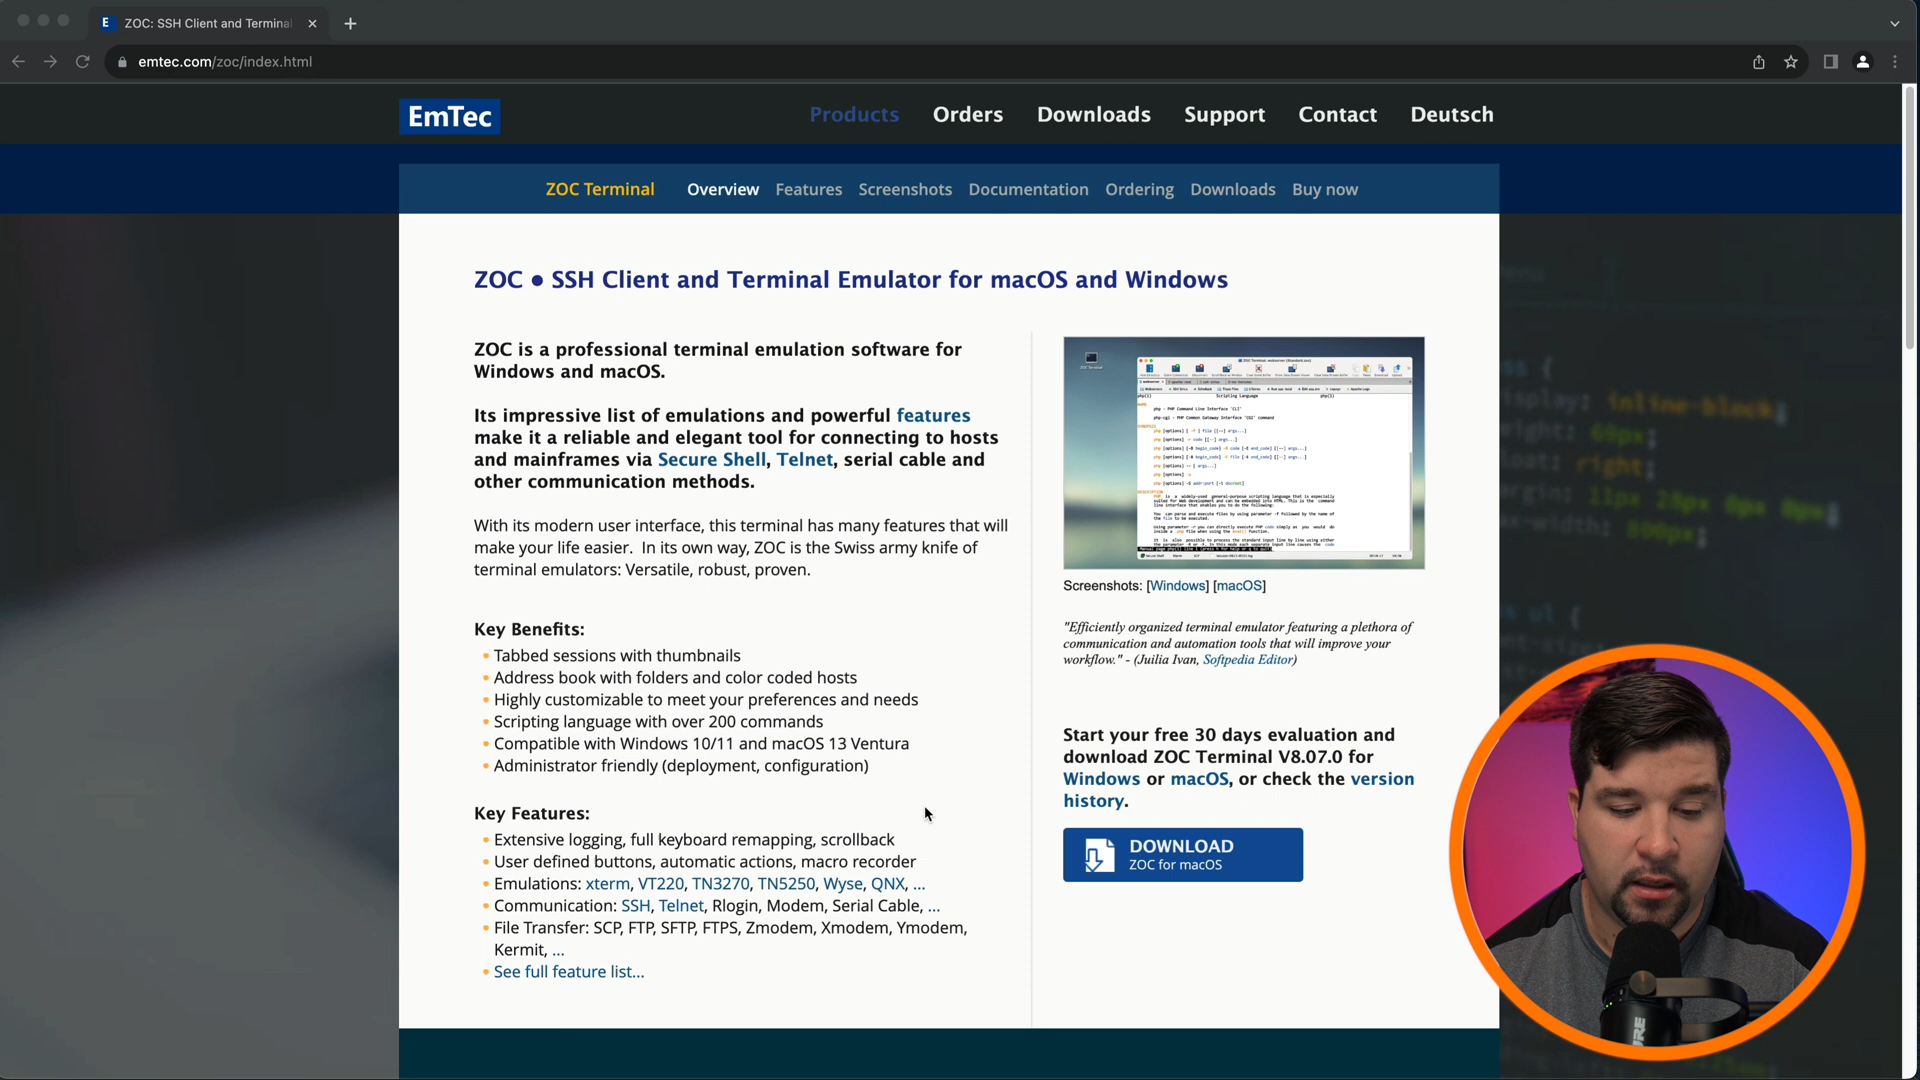 E ZOC: SSH Client and Termina
emtec.com/zoc/index.html
EmTec
Products Orders Downloads Support Contact Deutsch
ZOC Terminal Overview Features Screenshots Documentation Ordering Downloads Buy now
ZOC ● SSH Client and Terminal Emulator for macOS and Windows
ZOC is a professional terminal emulation software for
Windows and macOS.
Its impressive list of emulations and powerful features
make it a reliable and elegant tool for connecting to hosts
and mainframes via Secure Shell, Telnet, serial cable and
other communication methods.
With its modern user interface, this terminal has many features that will
make your life easier.  In its own way, ZOC is the Swiss army knife of
terminal emulators: Versatile, robust, proven.
Key Benefits:
• Tabbed sessions with thumbnails
• Address book with folders and color coded hosts
• Highly customizable to meet your preferences and needs
• Scripting language with over 200 commands
• Compatible with Windows 10/11 and macOS 13 Ventura
• Administrator friendly (deployment, configuration)
Key Features:
• Extensive logging, full keyboard remapping, scrollback
• User defined buttons, automatic actions, macro recorder
• Emulations: xterm, VT220, TN3270, TN5250, Wyse, QNX, ...
• Communication: SSH, Telnet, Rlogin, Modem, Serial Cable, ...
• File Transfer: SCP, FTP, SFTP, FTPS, Zmodem, Xmodem, Ymodem,
Kermit, ...
• See full feature list...
Screenshots: [Windows] [macOS]
"Efficiently organized terminal emulator featuring a plethora of
communication and automation tools that will improve your
workflow." - (Juilia Ivan, Softpedia Editor)
Start your free 30 days evaluation and
download ZOC Terminal V8.07.0 for
Windows or macOS, or check the version
history.
DOWNLOAD
ZOC for macOS
inline-block;
69px;
right;
11px 20px 0px 0px;
800px;
ul {